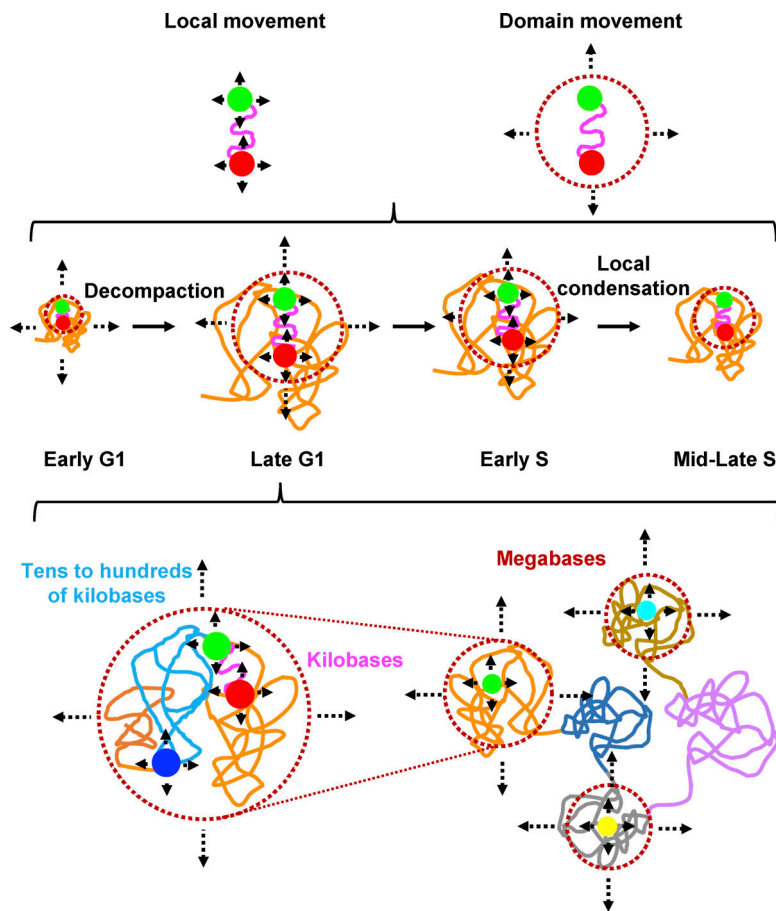 Local movement
Domain movement
Decompaction
Local
condensation
Early G1
Late G1
Early S
Mid-Late S
Tens to hundreds
of kilobases
Kilobases
Megabases